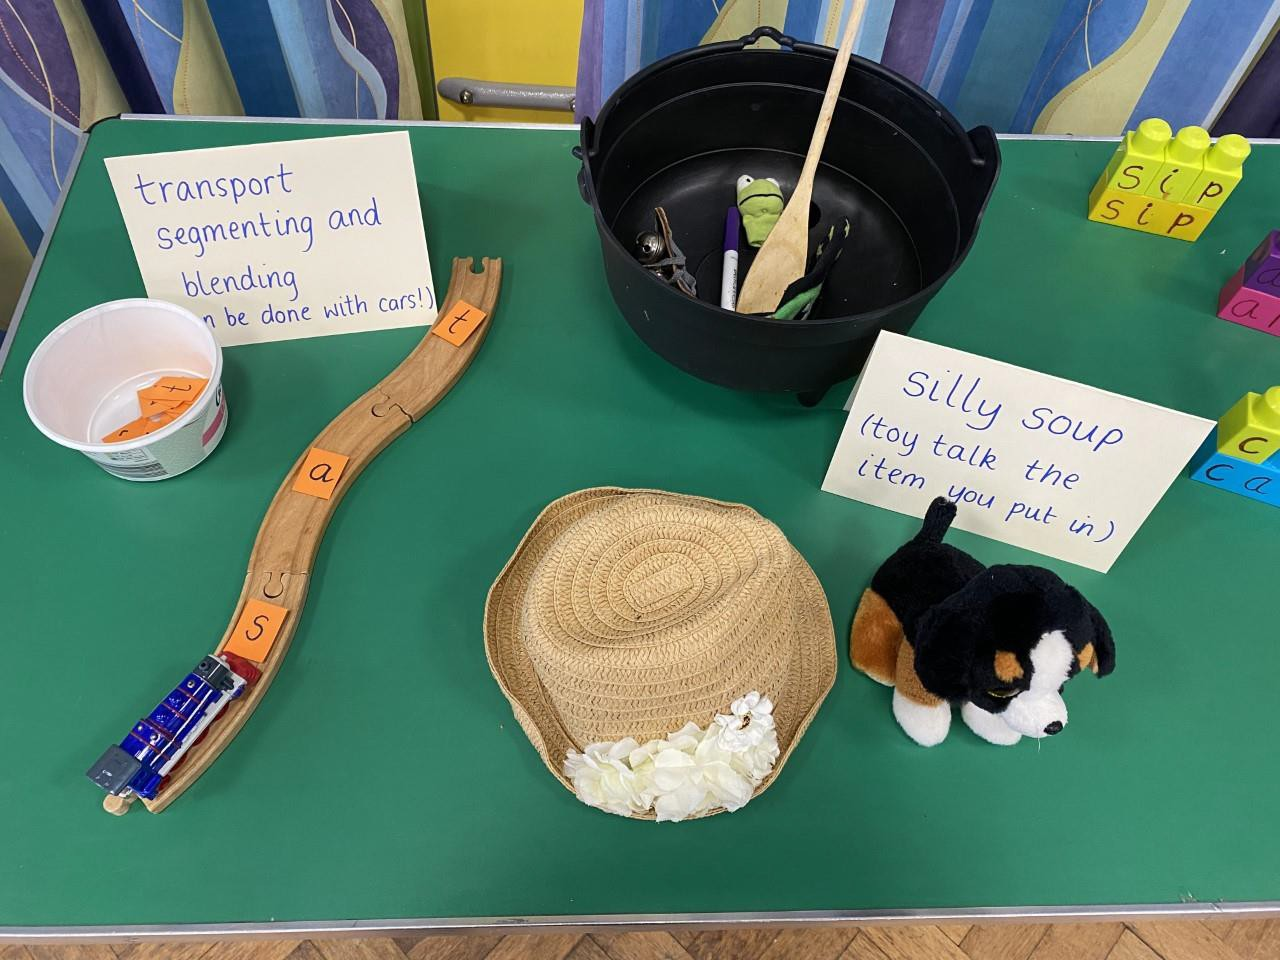 transport
segmenting and
blending
be done with cars!)
t
a
s
t
silly soup
(toy talk the
item you put in)
sip
sip
a
a
c
ca